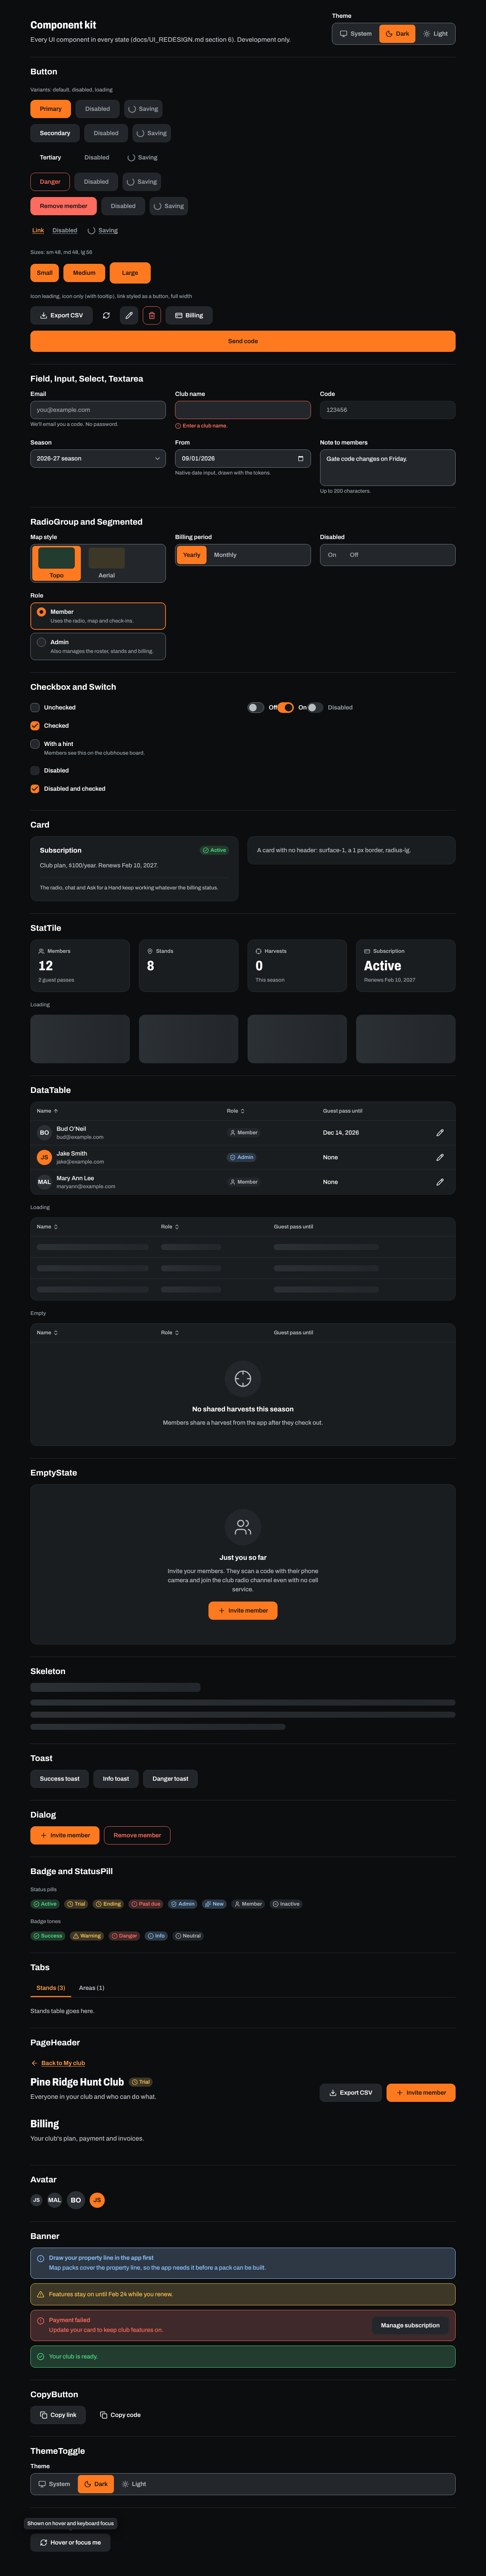 Component kit
Every UI component in every state (docs/UI_REDESIGN.md section 6). Development only.
Theme
System Dark Light
Button
Variants: default, disabled, loading
Primary Disabled Saving
Secondary Disabled Saving
Tertiary Disabled Saving
Danger Disabled Saving
Remove member Disabled Saving
Link Disabled Saving
Sizes: sm 48, md 48, lg 56
Small Medium Large
Icon leading, icon only (with tooltip), link styled as a button, full width
Export CSV Billing
Send code
Field, Input, Select, Textarea
Email Club name Code
you@example.com 123456
We'll email you a code. No password. Enter a club name.
Season From Note to members
2026-27 season 09/01/2026 Gate code changes on Friday.
Native date input, drawn with the tokens.
Up to 200 characters.
RadioGroup and Segmented
Map style Billing period Disabled
Yearly Monthly On Off
Topo Aerial
Role
Member
Uses the radio, map and check-ins.
Admin
Also manages the roster, stands and billing.
Checkbox and Switch
Unchecked Off On Disabled
Checked
With a hint
Members see this on the clubhouse board.
Disabled
Disabled and checked
Card
Subscription Active
Club plan, $100/year. Renews Feb 10, 2027.
The radio, chat and Ask for a Hand keep working whatever the billing status.
A card with no header: surface-1, a 1 px border, radius-lg.
StatTile
Members Stands Harvests Subscription
12 8 0 Active
2 guest passes This season Renews Feb 10, 2027
Loading
DataTable
Name Role Guest pass until
BO Bud O'Neil Member Dec 14, 2026
bud@example.com
JS Jake Smith Admin None
jake@example.com
MAL Mary Ann Lee Member None
maryann@example.com
Loading
Name Role Guest pass until
Empty
Name Role Guest pass until
No shared harvests this season
Members share a harvest from the app after they check out.
EmptyState
Just you so far
Invite your members. They scan a code with their phone
camera and join the club radio channel even with no cell
service.
Invite member
Skeleton
Toast
Success toast Info toast Danger toast
Dialog
Invite member Remove member
Badge and StatusPill
Status pills
Active Trial Ending Past due Admin New Member Inactive
Badge tones
Success Warning Danger Info Neutral
Tabs
Stands (3) Areas (1)
Stands table goes here.
PageHeader
Back to My club
Pine Ridge Hunt Club Trial
Everyone in your club and who can do what.
Export CSV Invite member
Billing
Your club's plan, payment and invoices.
Avatar
JS MAL BO JS
Banner
Draw your property line in the app first
Map packs cover the property line, so the app needs it before a pack can be built.
Features stay on until Feb 24 while you renew.
Payment failed
Update your card to keep club features on.
Manage subscription
Your club is ready.
CopyButton
Copy link Copy code
ThemeToggle
Theme
System Dark Light
Shown on hover and keyboard focus
Hover or focus me